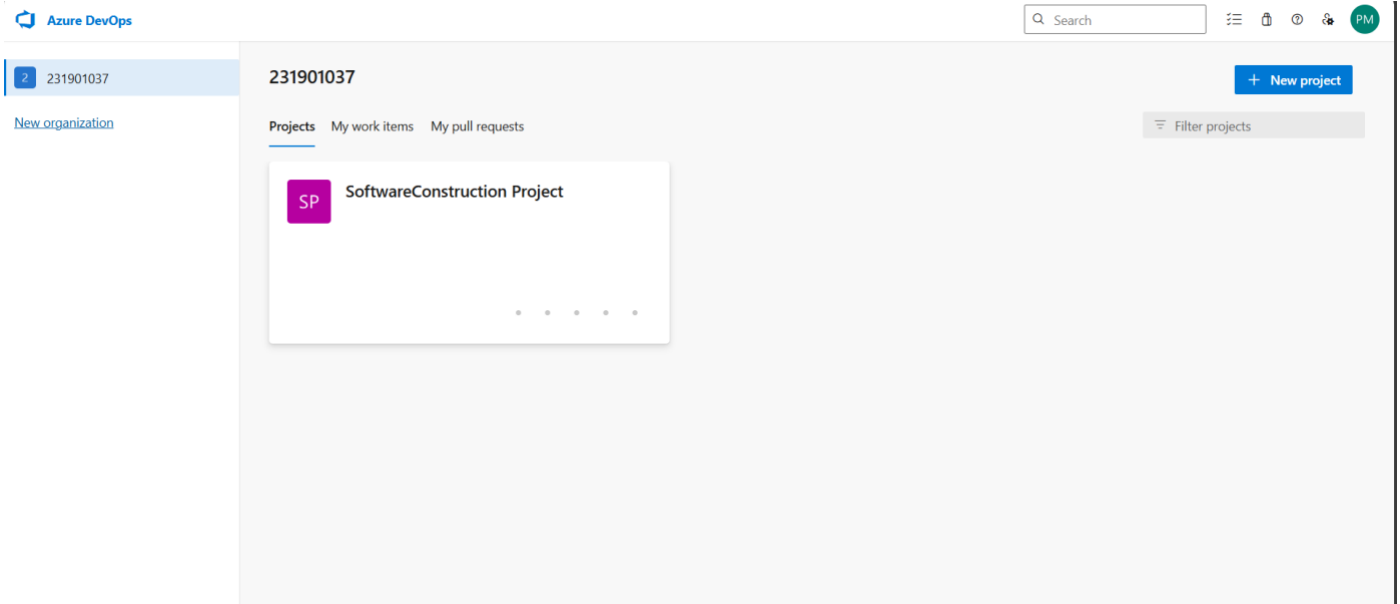 Azure DevOps
Search
PM
2 231901037
New organization
231901037
+ New project
Projects My work items My pull requests
Filter projects
SP SoftwareConstruction Project